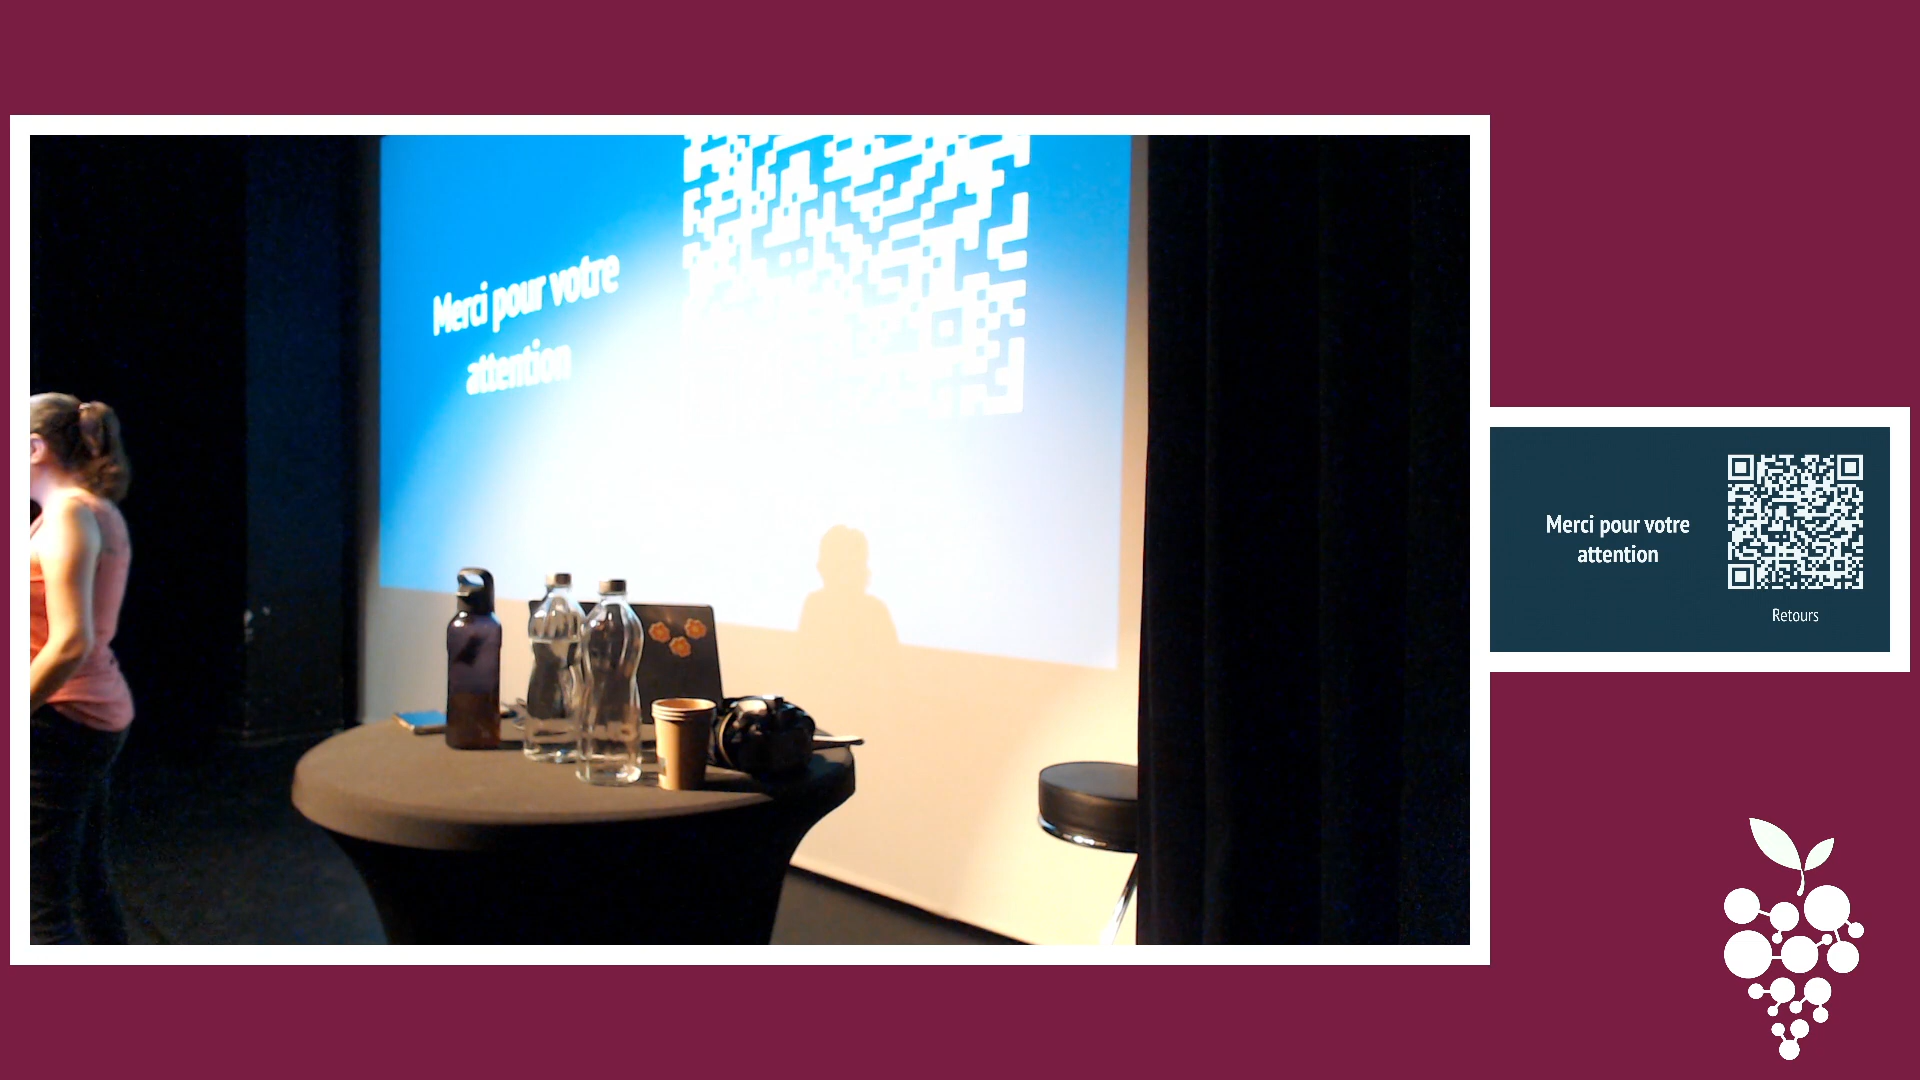 Merci pour votre
attention
Merci pour votre
attention
Retours